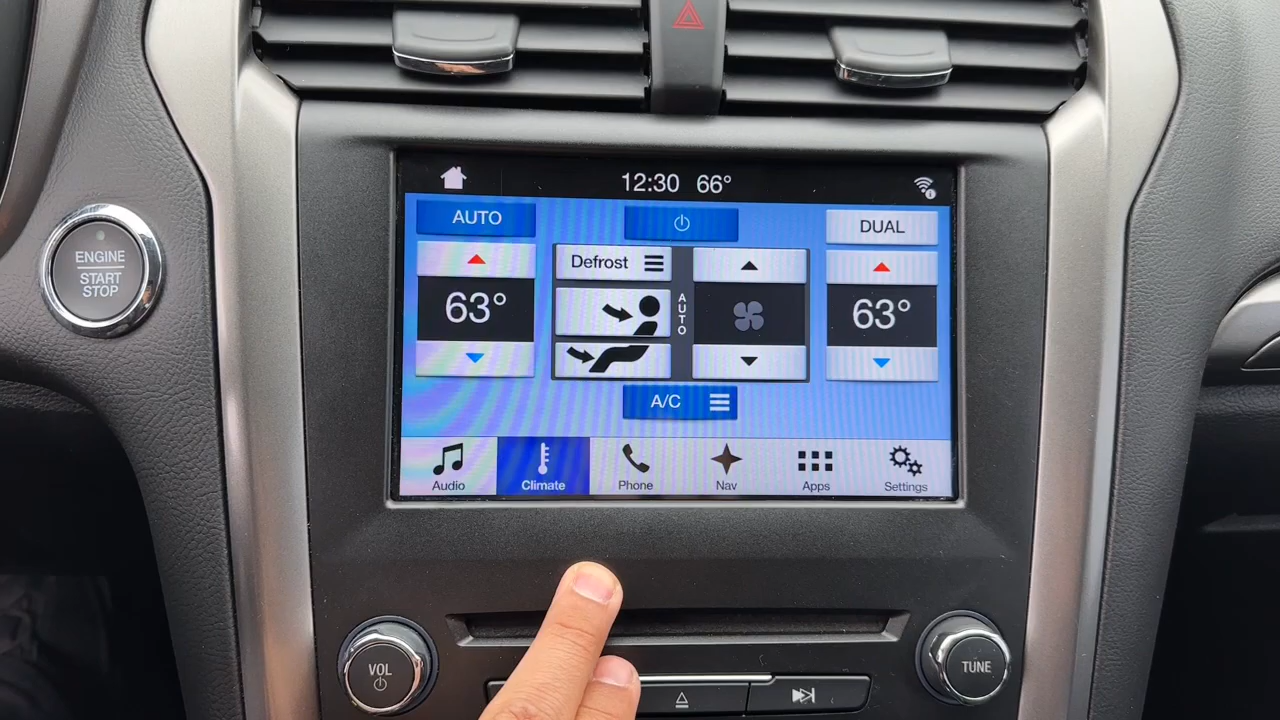 12:30 66°
AUTO
DUAL
Defrost
63°
AUTO
63°
A/C
Audio
Climate
Phone
Nav
Apps
Settings
ENGINE
START
STOP
VOL
TUNE